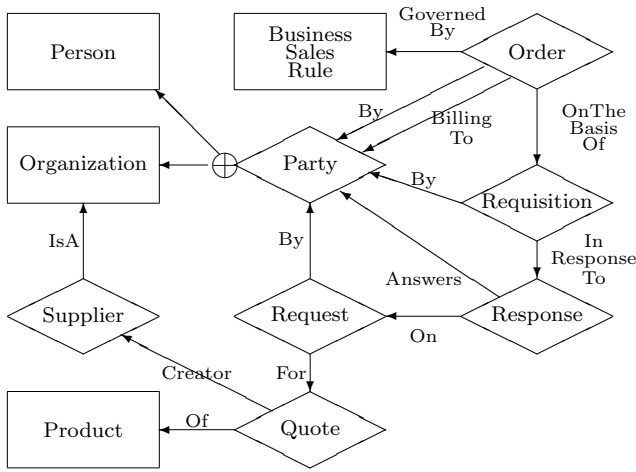 Person
Business
Sales
Rule
Governed
By
Order
By
Billing
To
OnThe
Basis
Of
Organization
Party
By
Requisition
IsA
By
In
Response
To
Answers
Supplier
Request
On
Response
Creator
For
Product
Of
Quote